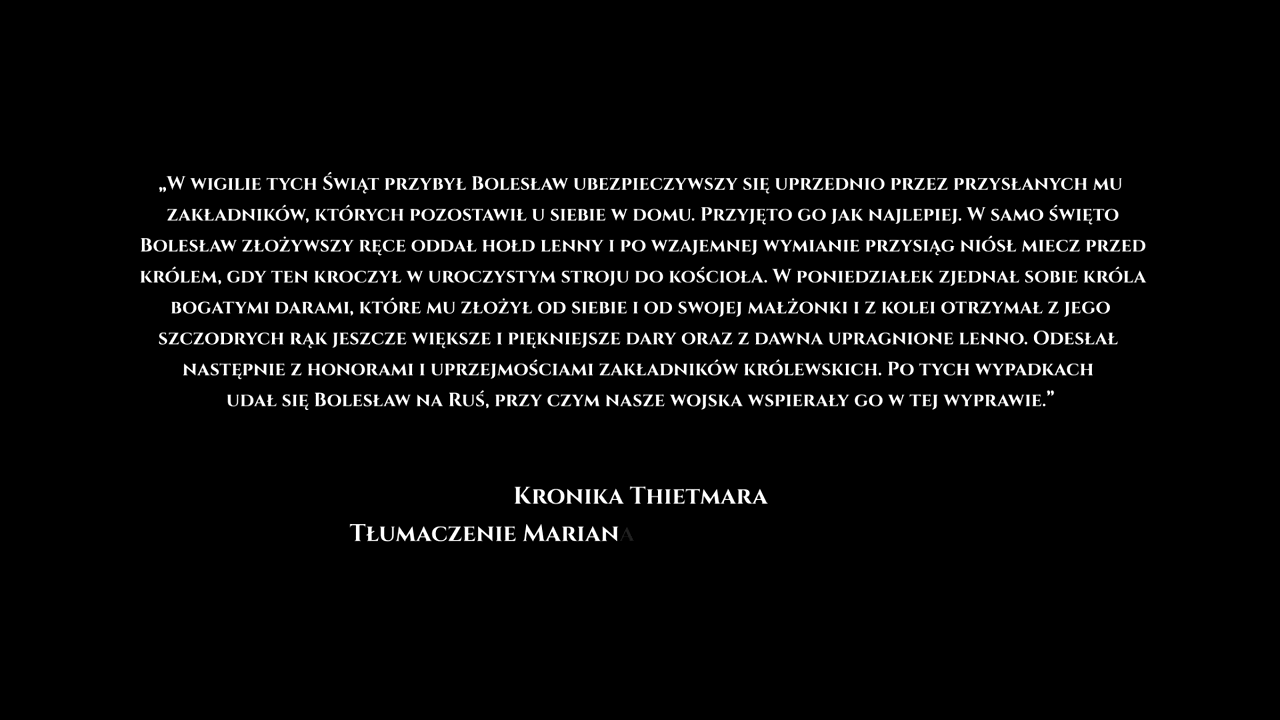 „W wigilie tych Świąt przybył Bolesław ubezpieczywszy się uprzednio przez przysłanych mu
zakładników, których pozostawił u siebie w domu. Przyjęto go jak najlepiej. W samo święto
Bolesław złożywszy ręce oddał hołd lenny i po wzajemnej wymianie przysiąg niósł miecz przed
królem, gdy ten kroczył w uroczystym stroju do kościoła. W poniedziałek zjednał sobie króla
bogatymi darami, które mu złożył od siebie i od swojej małżonki i z kolei otrzymał z jego
szczodrych rąk jeszcze większe i piękniejsze dary oraz z dawna upragnione lenno. Odesłał
następnie z honorami i uprzejmościami zakładników królewskich. Po tych wypadkach
udał się Bolesław na Ruś, przy czym nasze wojska wspierały go w tej wyprawie.”
Kronika Thietmara
Tłumaczenie Mariana